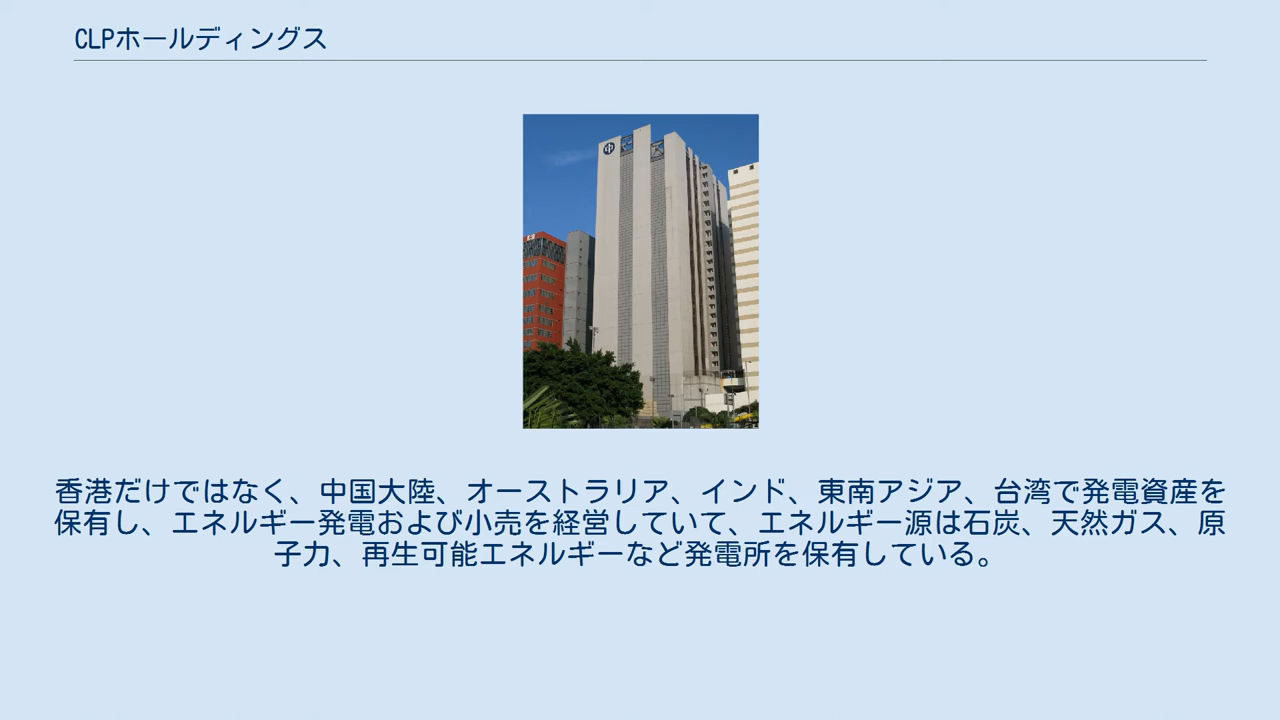 CLPホールディングス
香港だけではなく、中国大陸、オーストラリア、インド、東南アジア、台湾で発電資産を
保有し、エネルギー発電および小売を経営していて、エネルギー源は石炭、天然ガス、原
子力、再生可能エネルギーなど発電所を保有している。